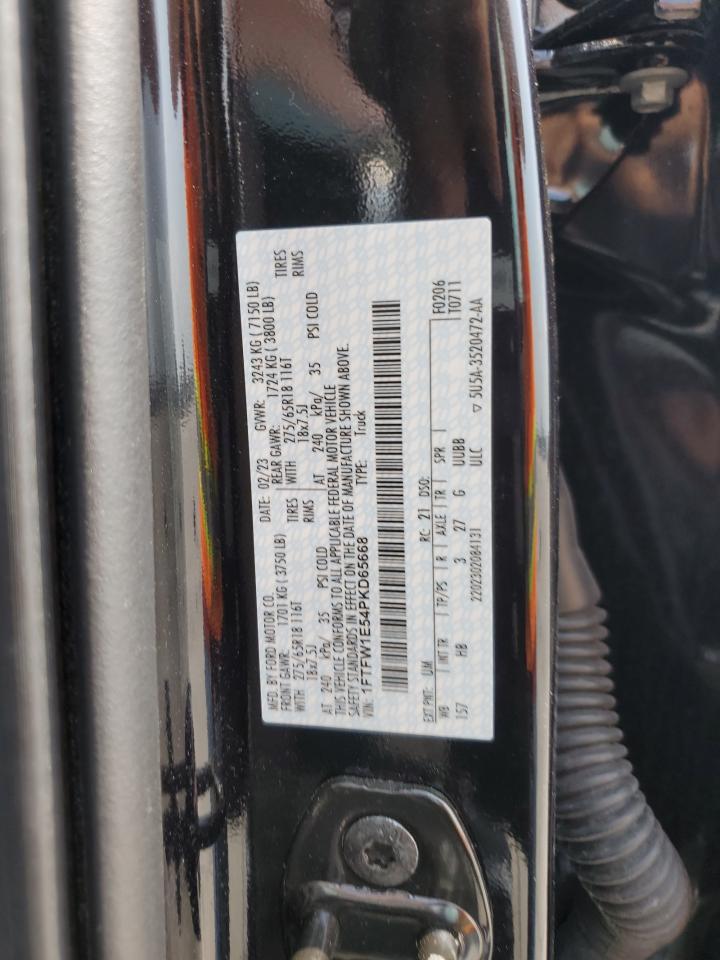 MFD. BY FORD MOTOR CO.
DATE: 02/23 GVWR: 3243 KG ( 7150 LB)
FRONT GAWR: 1701 KG ( 3750 LB) REAR GAWR: 1724 KG ( 3800 LB)
WITH 275/65R18 116T TIRES WITH 275/65R18 116T TIRES
18x7.5J RIMS 18x7.5J RIMS
AT 240 kPa/ 35 PSI COLD AT 240 kPa/ 35 PSI COLD
THIS VEHICLE CONFORMS TO ALL APPLICABLE FEDERAL MOTOR VEHICLE
SAFETY STANDARDS IN EFFECT ON THE DATE OF MANUFACTURE SHOWN ABOVE.
VIN: 1FTFW1E54PKD65668 TYPE: Truck
EXT PNT: UM RC: 21 DSO: F0206
WB INT TR TP/PS R AXLE TR SPR T0711
157 HB 3 27 G UUBB
2202302084131 ULC ▽ 5U5A-3520472-AA